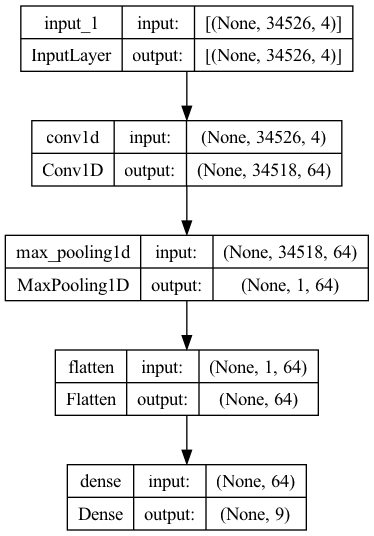 input_1 input: [(None, 34526, 4)]
InputLayer output: [(None, 34526, 4)]
conv1d input: (None, 34526, 4)
Conv1D output: (None, 34518, 64)
max_pooling1d input: (None, 34518, 64)
MaxPooling1D output: (None, 1, 64)
flatten input: (None, 1, 64)
Flatten output: (None, 64)
dense input: (None, 64)
Dense output: (None, 9)